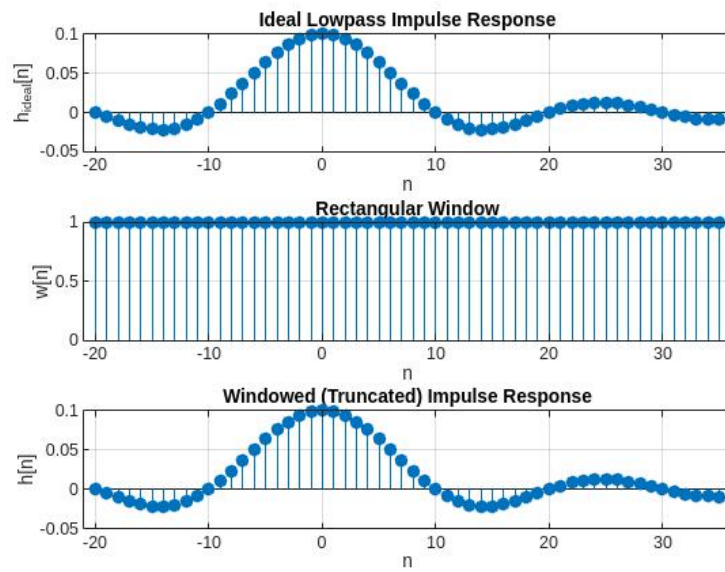 Ideal Lowpass Impulse Response
0.1
0.05
0
-0.05
h_ideal[n]
-20 -10 0 10 20 30
n
Rectangular Window
1
0.5
0
w[n]
-20 -10 0 10 20 30
n
Windowed (Truncated) Impulse Response
0.1
0.05
0
-0.05
h[n]
-20 -10 0 10 20 30
n